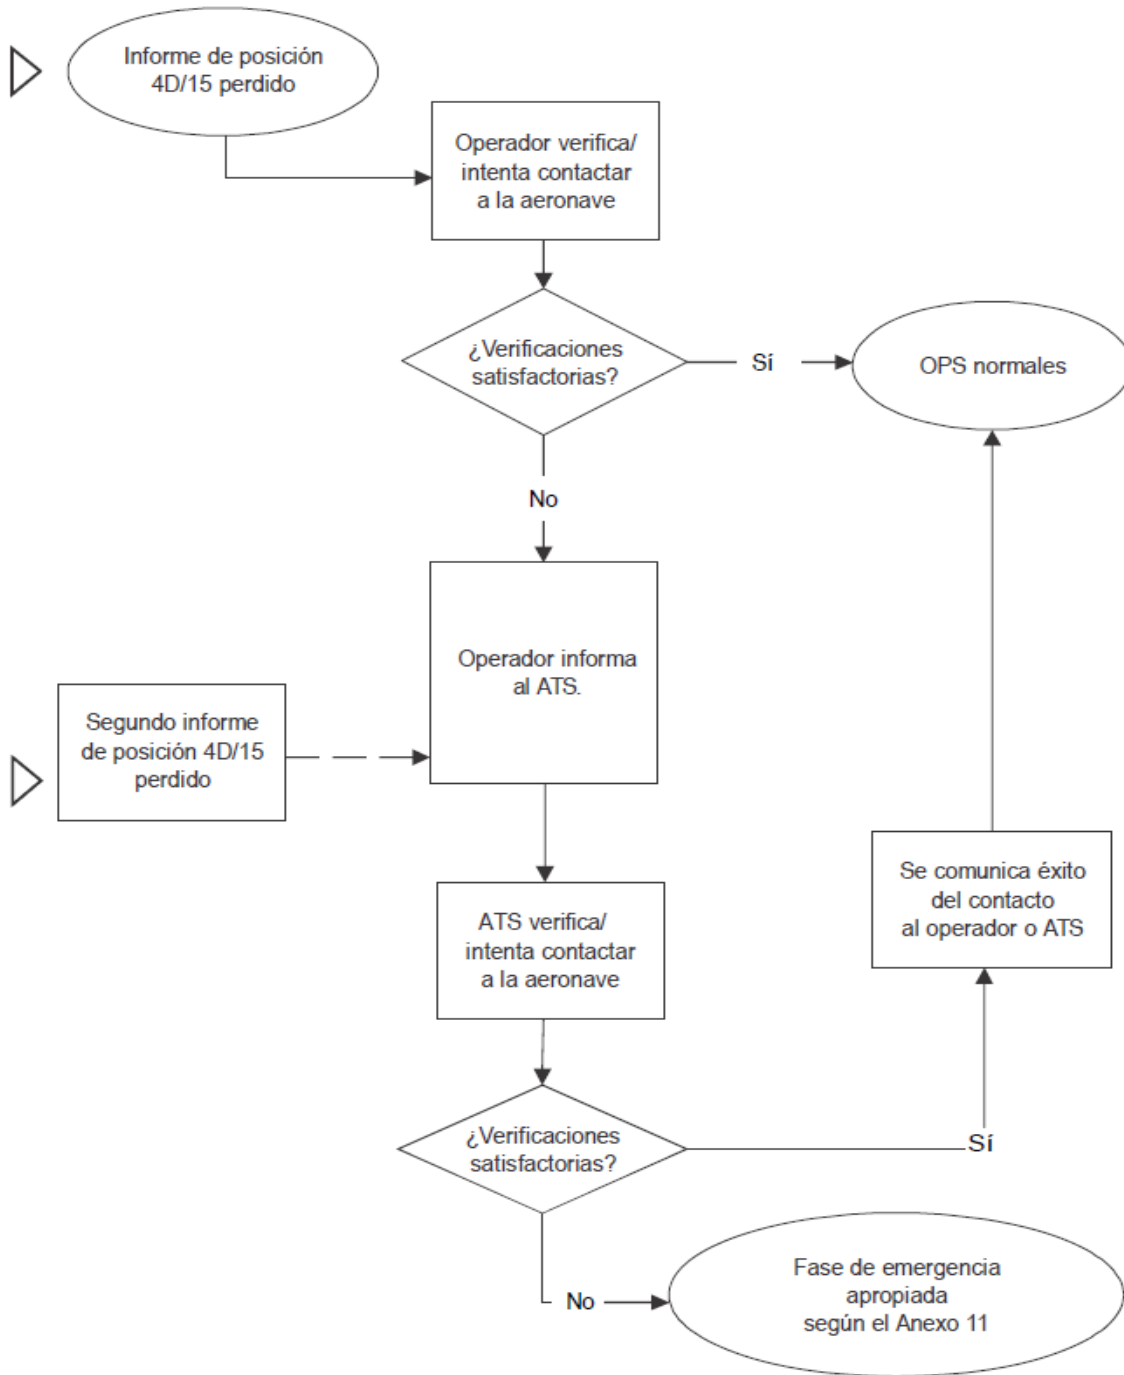 Informe de posición
4D/15 perdido
Operador verifica/
intenta contactar
a la aeronave
¿Verificaciones
satisfactorias?
Sí
OPS normales
No
Operador informa
al ATS.
Segundo informe
de posición 4D/15
perdido
ATS verifica/
intenta contactar
a la aeronave
Se comunica éxito
del contacto
al operador o ATS
¿Verificaciones
satisfactorias?
Sí
No
Fase de emergencia
apropiada
según el Anexo 11